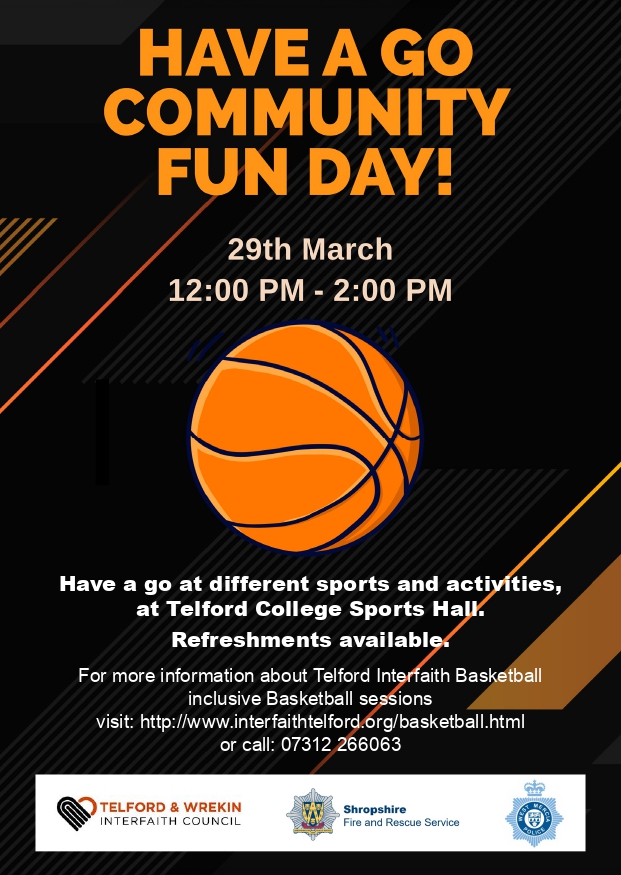 HAVE A GO
COMMUNITY
FUN DAY!
29th March
12:00 PM - 2:00 PM
Have a go at different sports and activities,
at Telford College Sports Hall.
Refreshments available.
For more information about Telford Interfaith Basketball
inclusive Basketball sessions
visit: http://www.interfaithtelford.org/basketball.html
or call: 07312 266063
TELFORD & WREKIN
INTERFAITH COUNCIL
Shropshire
Fire and Rescue Service
WEST MERCIA
POLICE